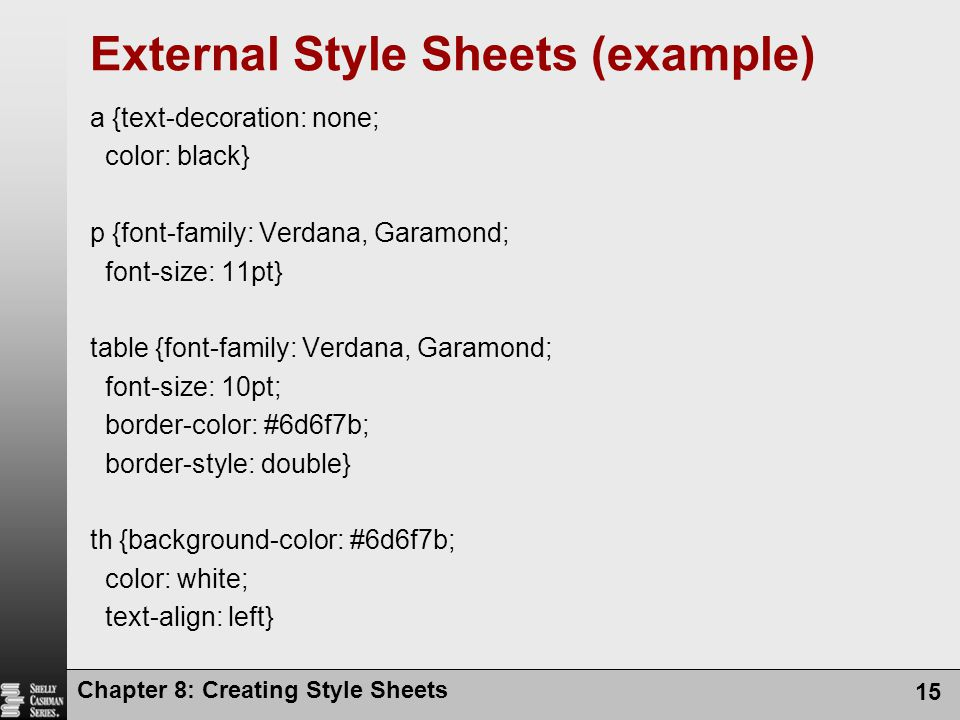 External Style Sheets (example)
a {text-decoration: none;
color: black}
p {font-family: Verdana, Garamond;
font-size: 11pt}
table {font-family: Verdana, Garamond;
font-size: 10pt;
border-color: #6d6f7b;
border-style: double}
th {background-color: #6d6f7b;
color: white;
text-align: left}
SHELLY
CASHMAN
SERIES.
Chapter 8: Creating Style Sheets
15